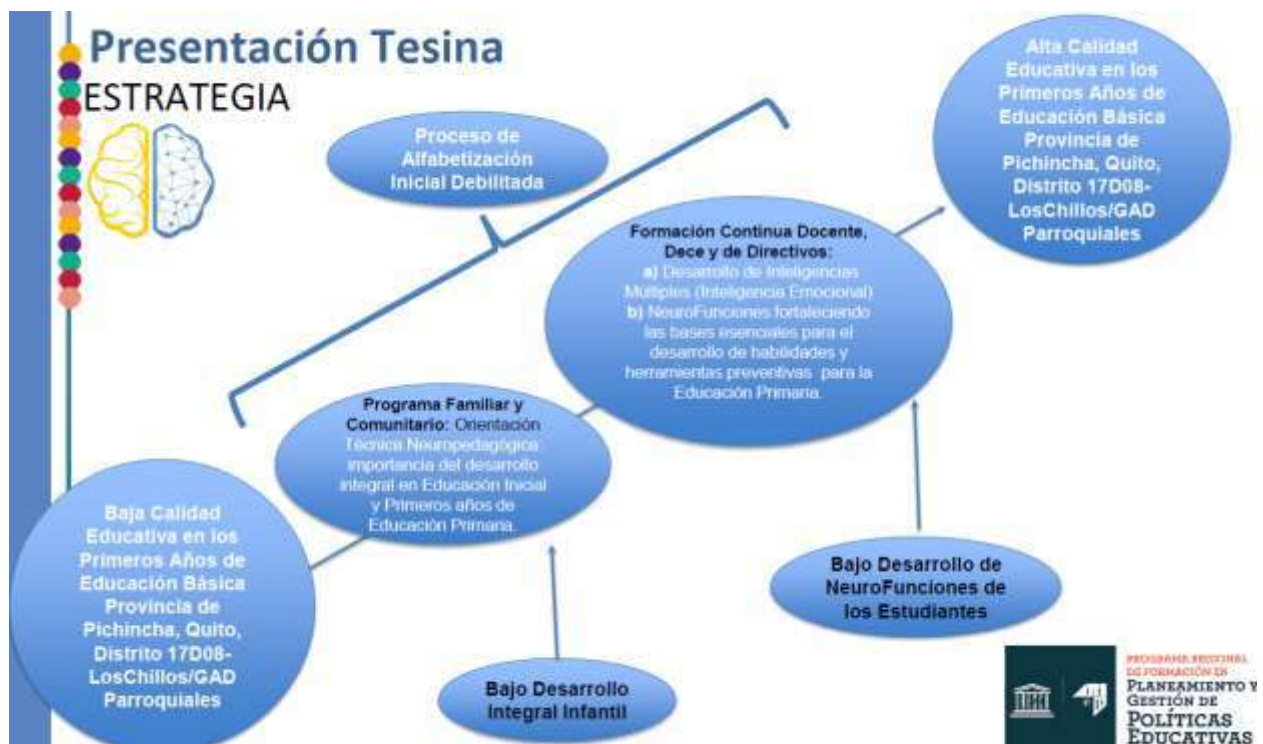 Presentación Tesina
ESTRATEGIA
Proceso de
Alfabetización
Inicial Debilitada
Alta Calidad
Educativa en los
Primeros Años de
Educación Básica
Provincia de
Pichincha, Quito,
Distrito 17D08-
LosChillos/GAD
Parroquiales
Formación Continua Docente,
Dece y de Directivos:
a) Desarrollo de Inteligencias
Múltiples (Inteligencia Emocional)
b) NeuroFunciones fortaleciendo
las bases esenciales para el
desarrollo de habilidades y
herramientas preventivas para la
Educación Primaria.
Programa Familiar y
Comunitario: Orientación
Técnica Neuropedagógica:
importancia del desarrollo
integral en Educación Inicial
y Primeros años de
Educación Primaria.
Baja Calidad
Educativa en los
Primeros Años de
Educación Básica
Provincia de
Pichincha, Quito,
Distrito 17D08-
LosChillos/GAD
Parroquiales
Bajo Desarrollo de
NeuroFunciones de
los Estudiantes
Bajo Desarrollo
Integral Infantil
PROGRAMA REGIONAL
DE FORMACIÓN EN
PLANEAMIENTO Y
GESTIÓN DE
POLÍTICAS
EDUCATIVAS